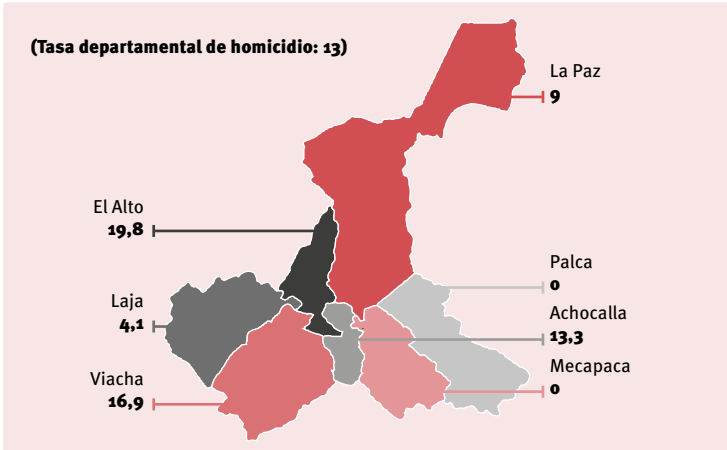 (Tasa departamental de homicidio: 13)
La Paz
9
El Alto
19,8
Palca
0
Laja
4,1
Achocalla
13,3
Viacha
16,9
Mecapaca
0